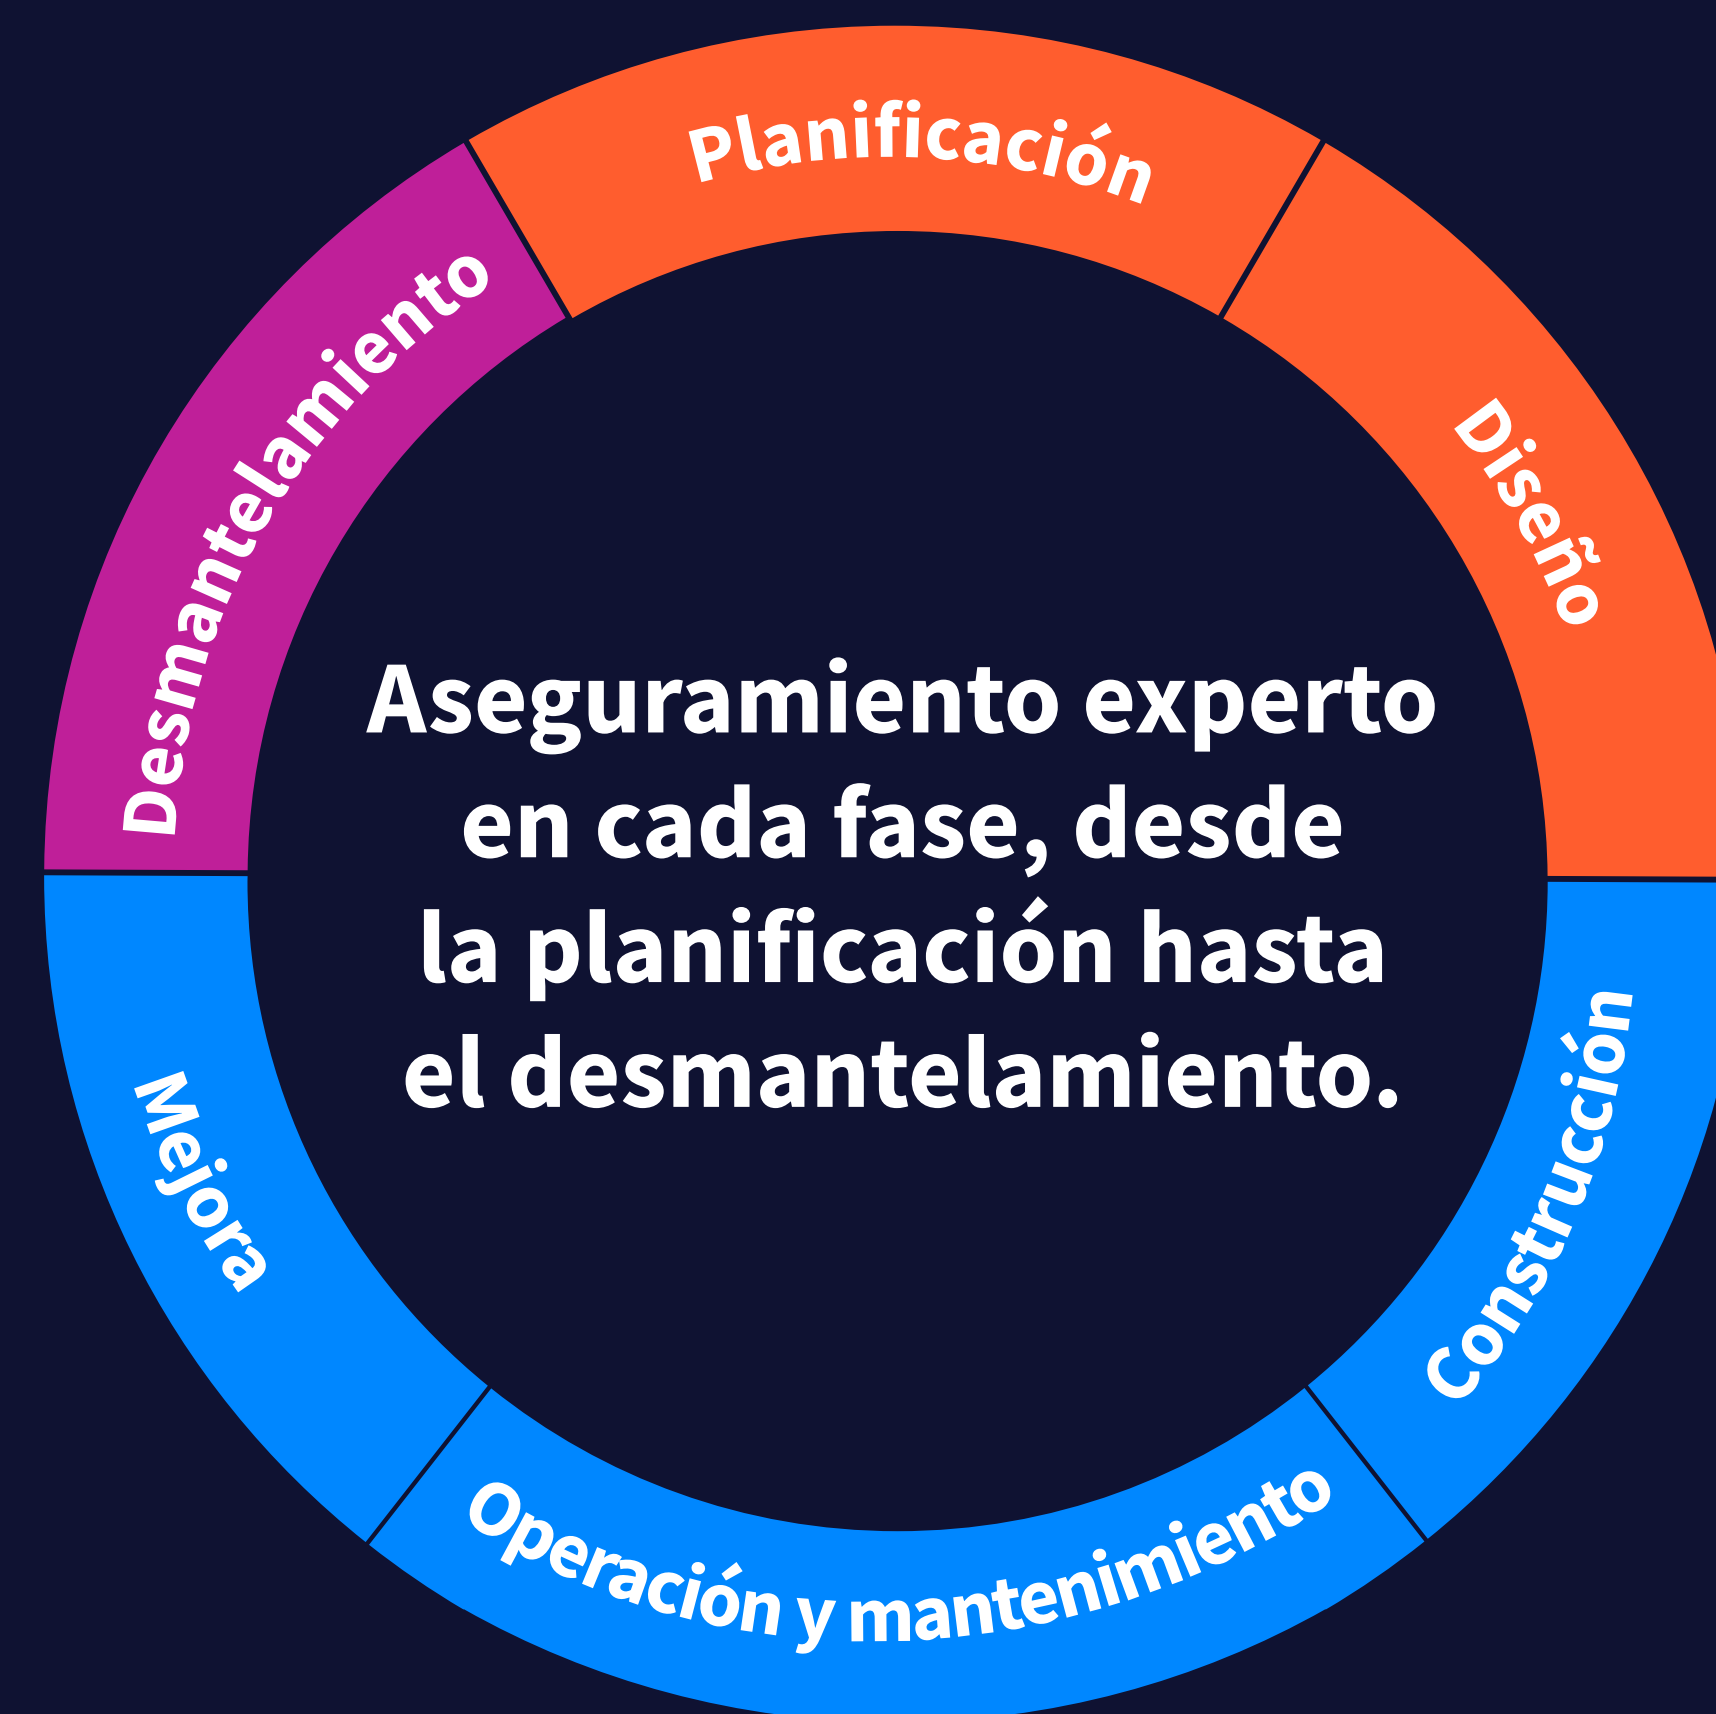 Planificación
Diseño
Construcción
Operación y mantenimiento
Mejora
Desmantelamiento
Aseguramiento experto
en cada fase, desde
la planificación hasta
el desmantelamiento.